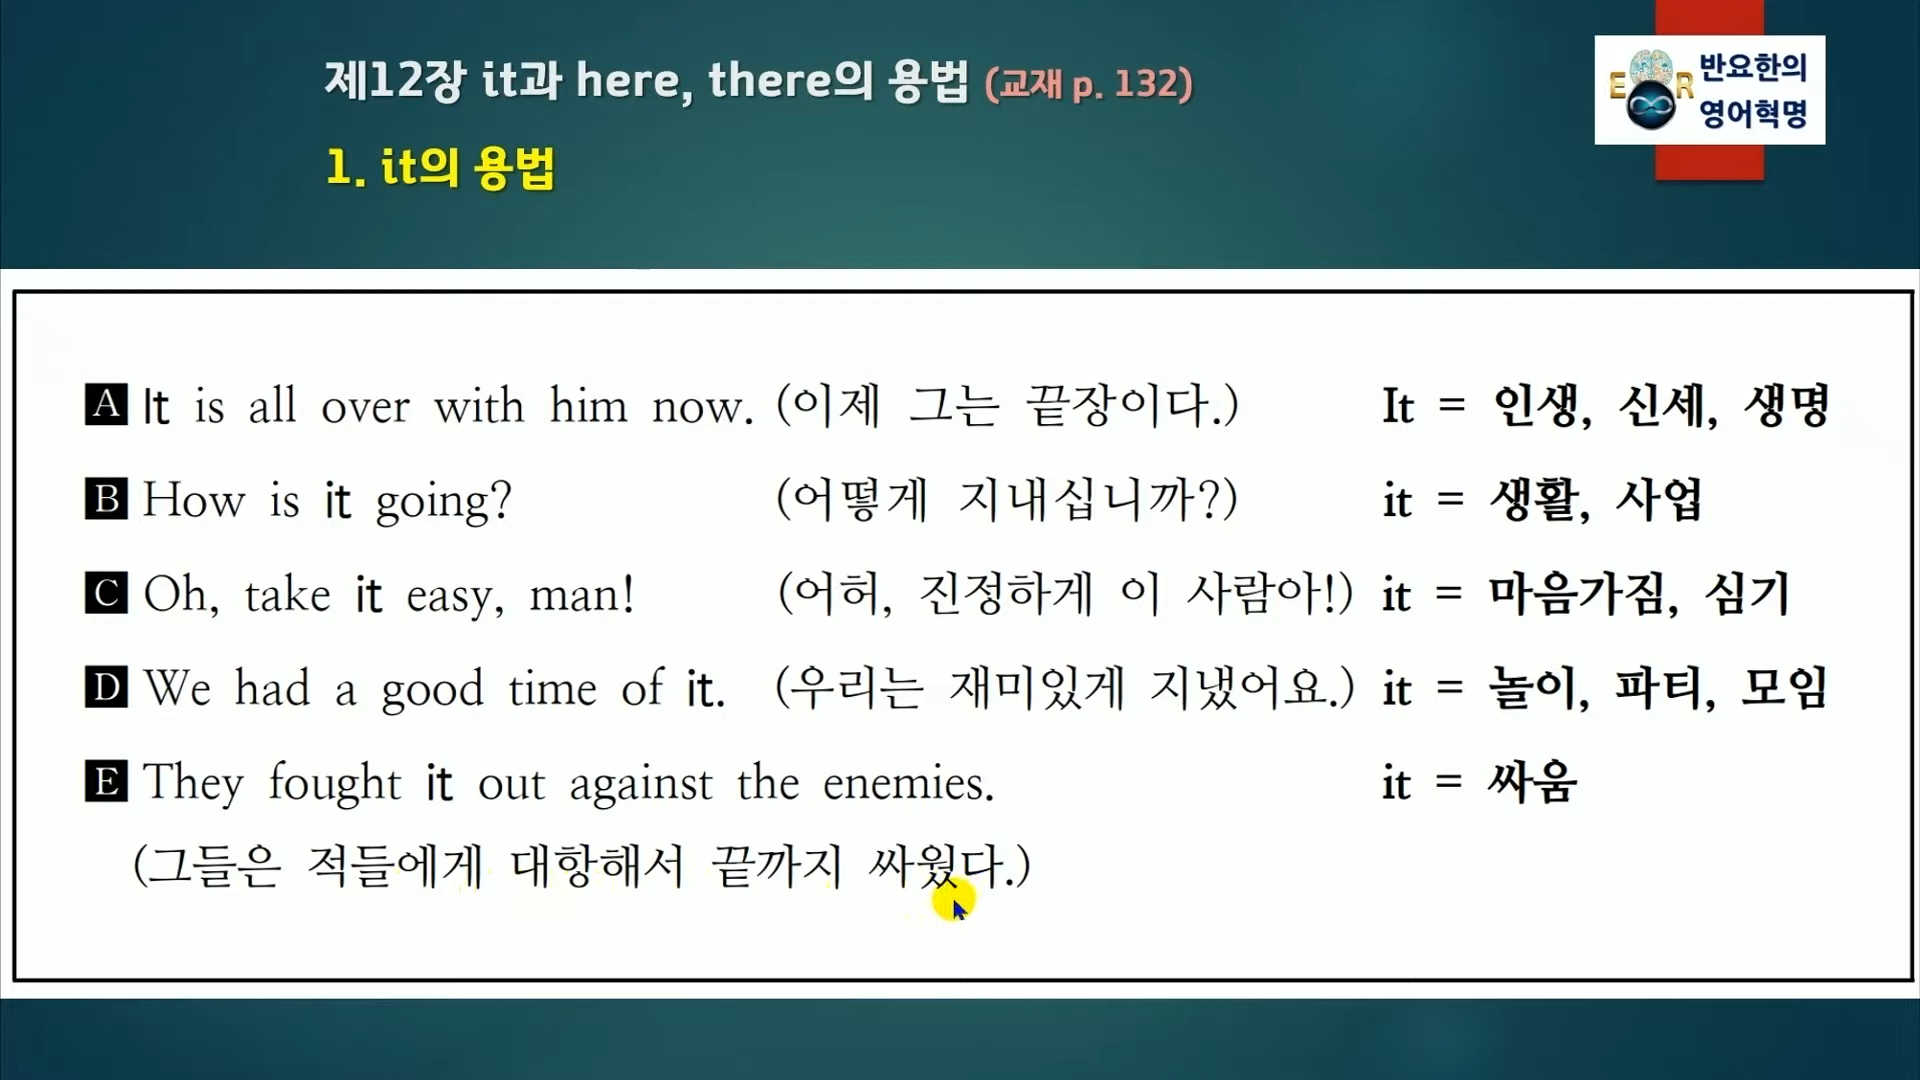 제12장 it과 here, there의 용법 (교재 p. 132)
1. it의 용법
E R 반요한의
영어혁명
A It is all over with him now. (이제 그는 끝장이다.) It = 인생, 신세, 생명
B How is it going? (어떻게 지내십니까?) it = 생활, 사업
C Oh, take it easy, man! (어허, 진정하게 이 사람아!) it = 마음가짐, 심기
D We had a good time of it. (우리는 재미있게 지냈어요.) it = 놀이, 파티, 모임
E They fought it out against the enemies. it = 싸움
(그들은 적들에게 대항해서 끝까지 싸웠다.)